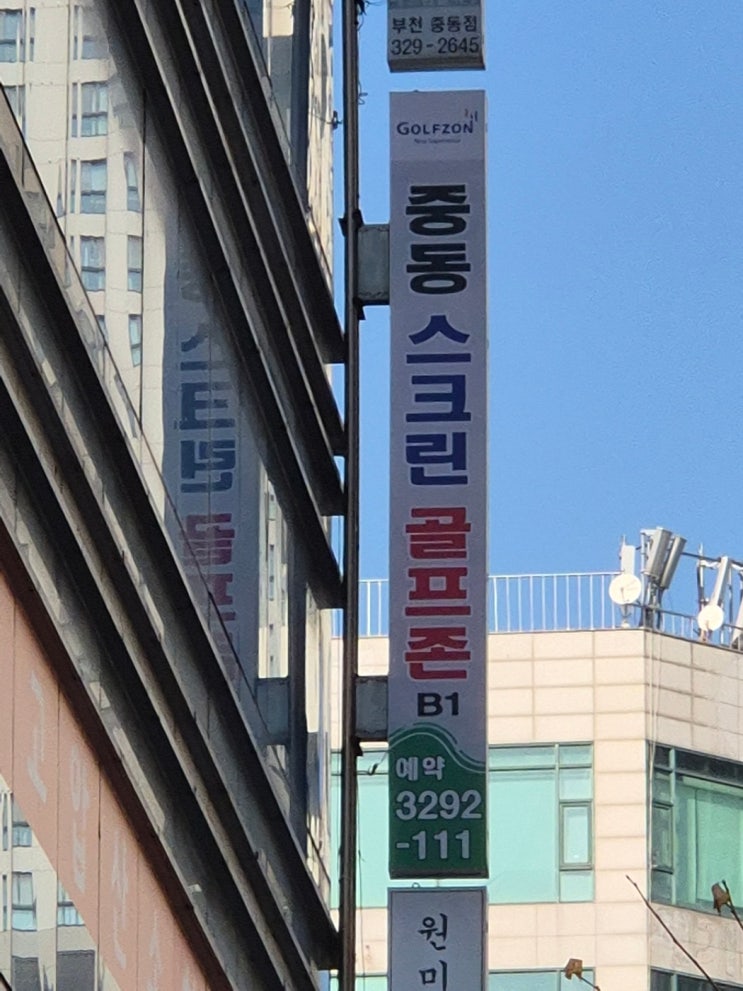 부천 중동점
329-2645
GOLFZON
중동 스크린 골프존
B1
예약
3292
-111
원미